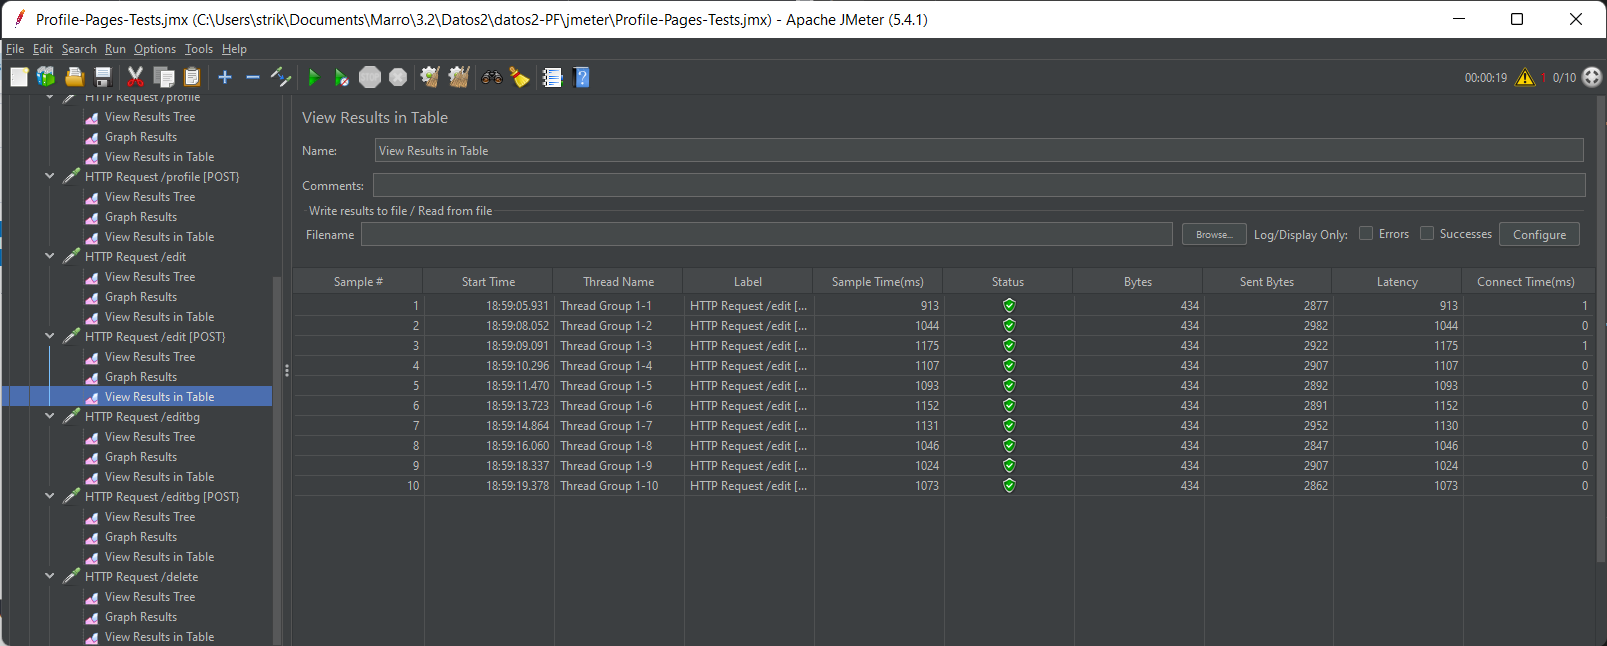 Profile-Pages-Tests.jmx (C:\Users\strik\Documents\Marro\3.2\Datos2\datos2-PF\jmeter\Profile-Pages-Tests.jmx) - Apache JMeter (5.4.1)
File Edit Search Run Options Tools Help
STOP 00:00:19 1 0/10
HTTP Request /profile
View Results Tree
Graph Results
View Results in Table
HTTP Request /profile [POST}
View Results Tree
Graph Results
View Results in Table
HTTP Request /edit
View Results Tree
Graph Results
View Results in Table
HTTP Request /edit [POST}
View Results Tree
Graph Results
View Results in Table
HTTP Request /editbg
View Results Tree
Graph Results
View Results in Table
HTTP Request /editbg [POST}
View Results Tree
Graph Results
View Results in Table
HTTP Request /delete
View Results Tree
Graph Results
View Results in Table
View Results in Table
Name: View Results in Table
Comments:
Write results to file / Read from file
Filename Browse... Log/Display Only: Errors Successes Configure
Sample # Start Time Thread Name Label Sample Time(ms) Status Bytes Sent Bytes Latency Connect Time(ms)
1 18:59:05.931 Thread Group 1-1 HTTP Request /edit [... 913 434 2877 913 1
2 18:59:08.052 Thread Group 1-2 HTTP Request /edit [... 1044 434 2982 1044 0
3 18:59:09.091 Thread Group 1-3 HTTP Request /edit [... 1175 434 2922 1175 1
4 18:59:10.296 Thread Group 1-4 HTTP Request /edit [... 1107 434 2907 1107 0
5 18:59:11.470 Thread Group 1-5 HTTP Request /edit [... 1093 434 2892 1093 0
6 18:59:13.723 Thread Group 1-6 HTTP Request /edit [... 1152 434 2891 1152 0
7 18:59:14.864 Thread Group 1-7 HTTP Request /edit [... 1131 434 2952 1130 0
8 18:59:16.060 Thread Group 1-8 HTTP Request /edit [... 1046 434 2847 1046 0
9 18:59:18.337 Thread Group 1-9 HTTP Request /edit [... 1024 434 2907 1024 0
10 18:59:19.378 Thread Group 1-10 HTTP Request /edit [... 1073 434 2862 1073 0